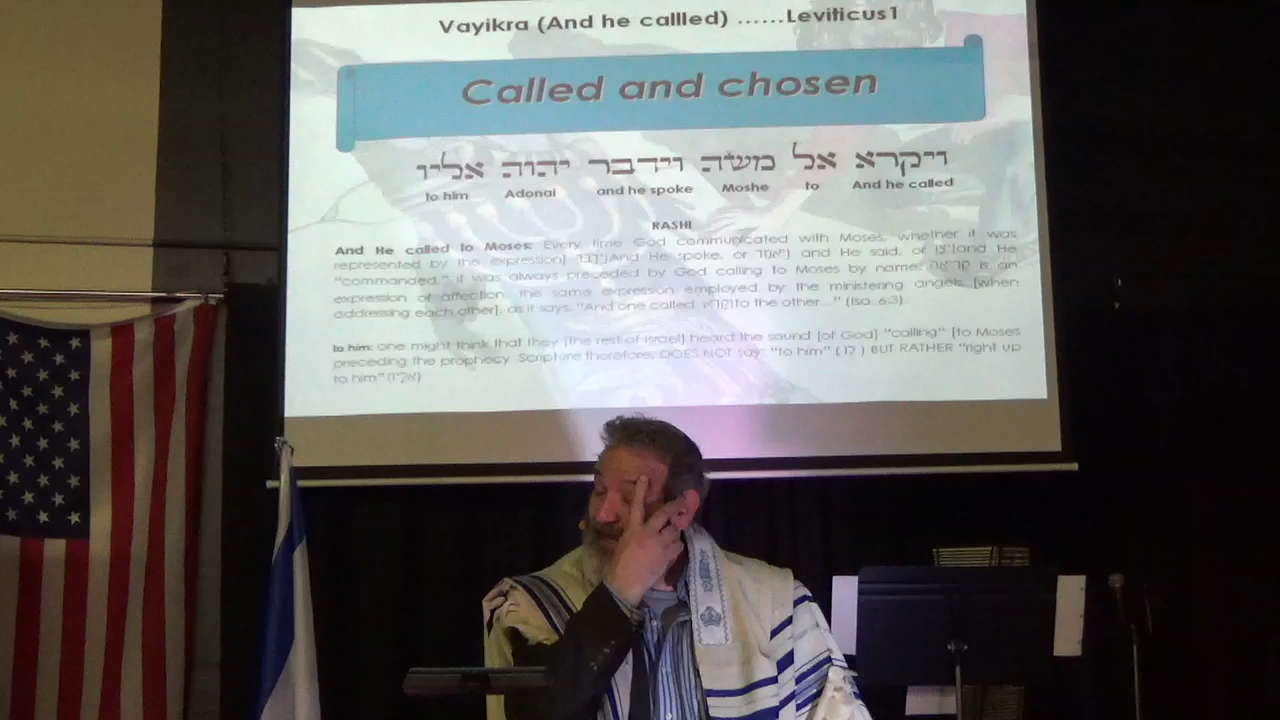 Vayikra (And he callled) ......Leviticus1
Called and chosen
ויקרא אל משה וידבר יהוה אליו
to him Adonai and he spoke Moshe to And he called
RASHI
And He called to Moses: Every time God communicated with Moses, whether it was
represented by the expression] וַיְדַבֵּר[And He spoke, or וַיֹאמֶר) and He said, or וַיְצַו[and He
"commanded," it was always preceded by God calling to Moses by name. קְרִיאָה is an
expression of affection, the same expression employed by the ministering angels [when
addressing each other], as it says, "And one called וְקָרָא[to the other..." (Isa. 6:3).
to him: one might think that they [the rest of Israel] heard the sound [of God] "calling" [to Moses
preceding the prophecy. Scripture therefore, DOES NOT say: "to him" ( לוֹ ) BUT RATHER "right up
to him" (אֵלָיו)